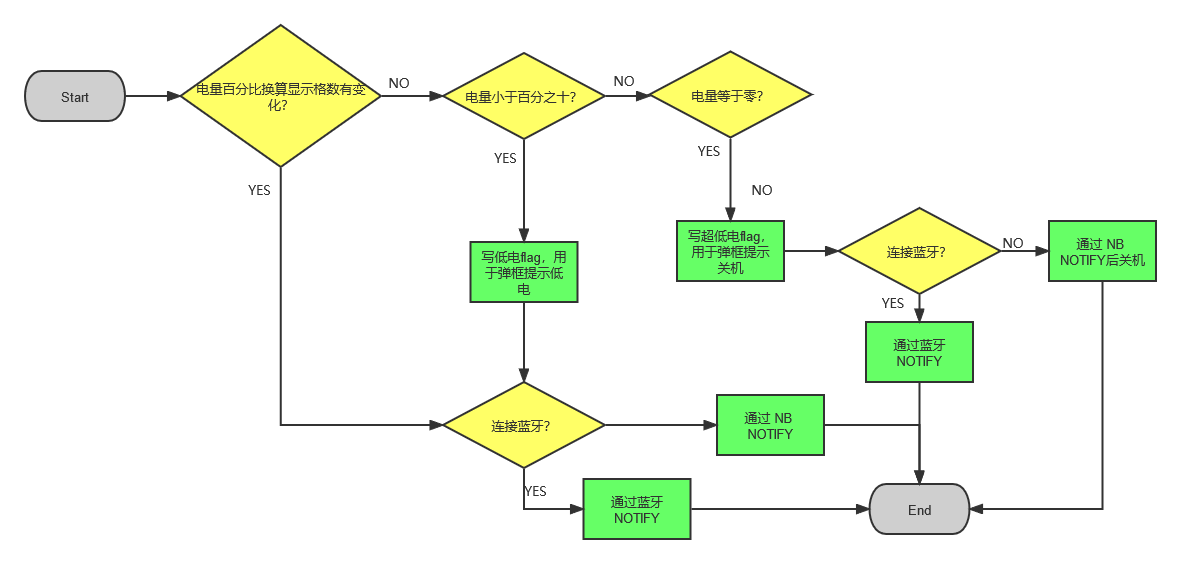 Start
电量百分比换算显示格数有变
化?
NO
电量小于百分之十?
NO
电量等于零?
YES
YES
YES
NO
写低电flag，用
于弹框提示低
电
写超低电flag，
用于弹框提示
关机
连接蓝牙?
NO
通过 NB
NOTIFY后关机
YES
通过蓝牙
NOTIFY
连接蓝牙?
通过 NB
NOTIFY
YES
通过蓝牙
NOTIFY
End